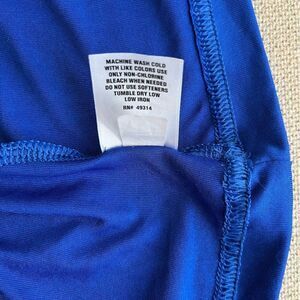 MACHINE WASH COLD
WITH LIKE COLORS USE
ONLY NON-CHLORINE
BLEACH WHEN NEEDED
DO NOT USE SOFTENERS
TUMBLE DRY LOW
LOW IRON
RN# 49314